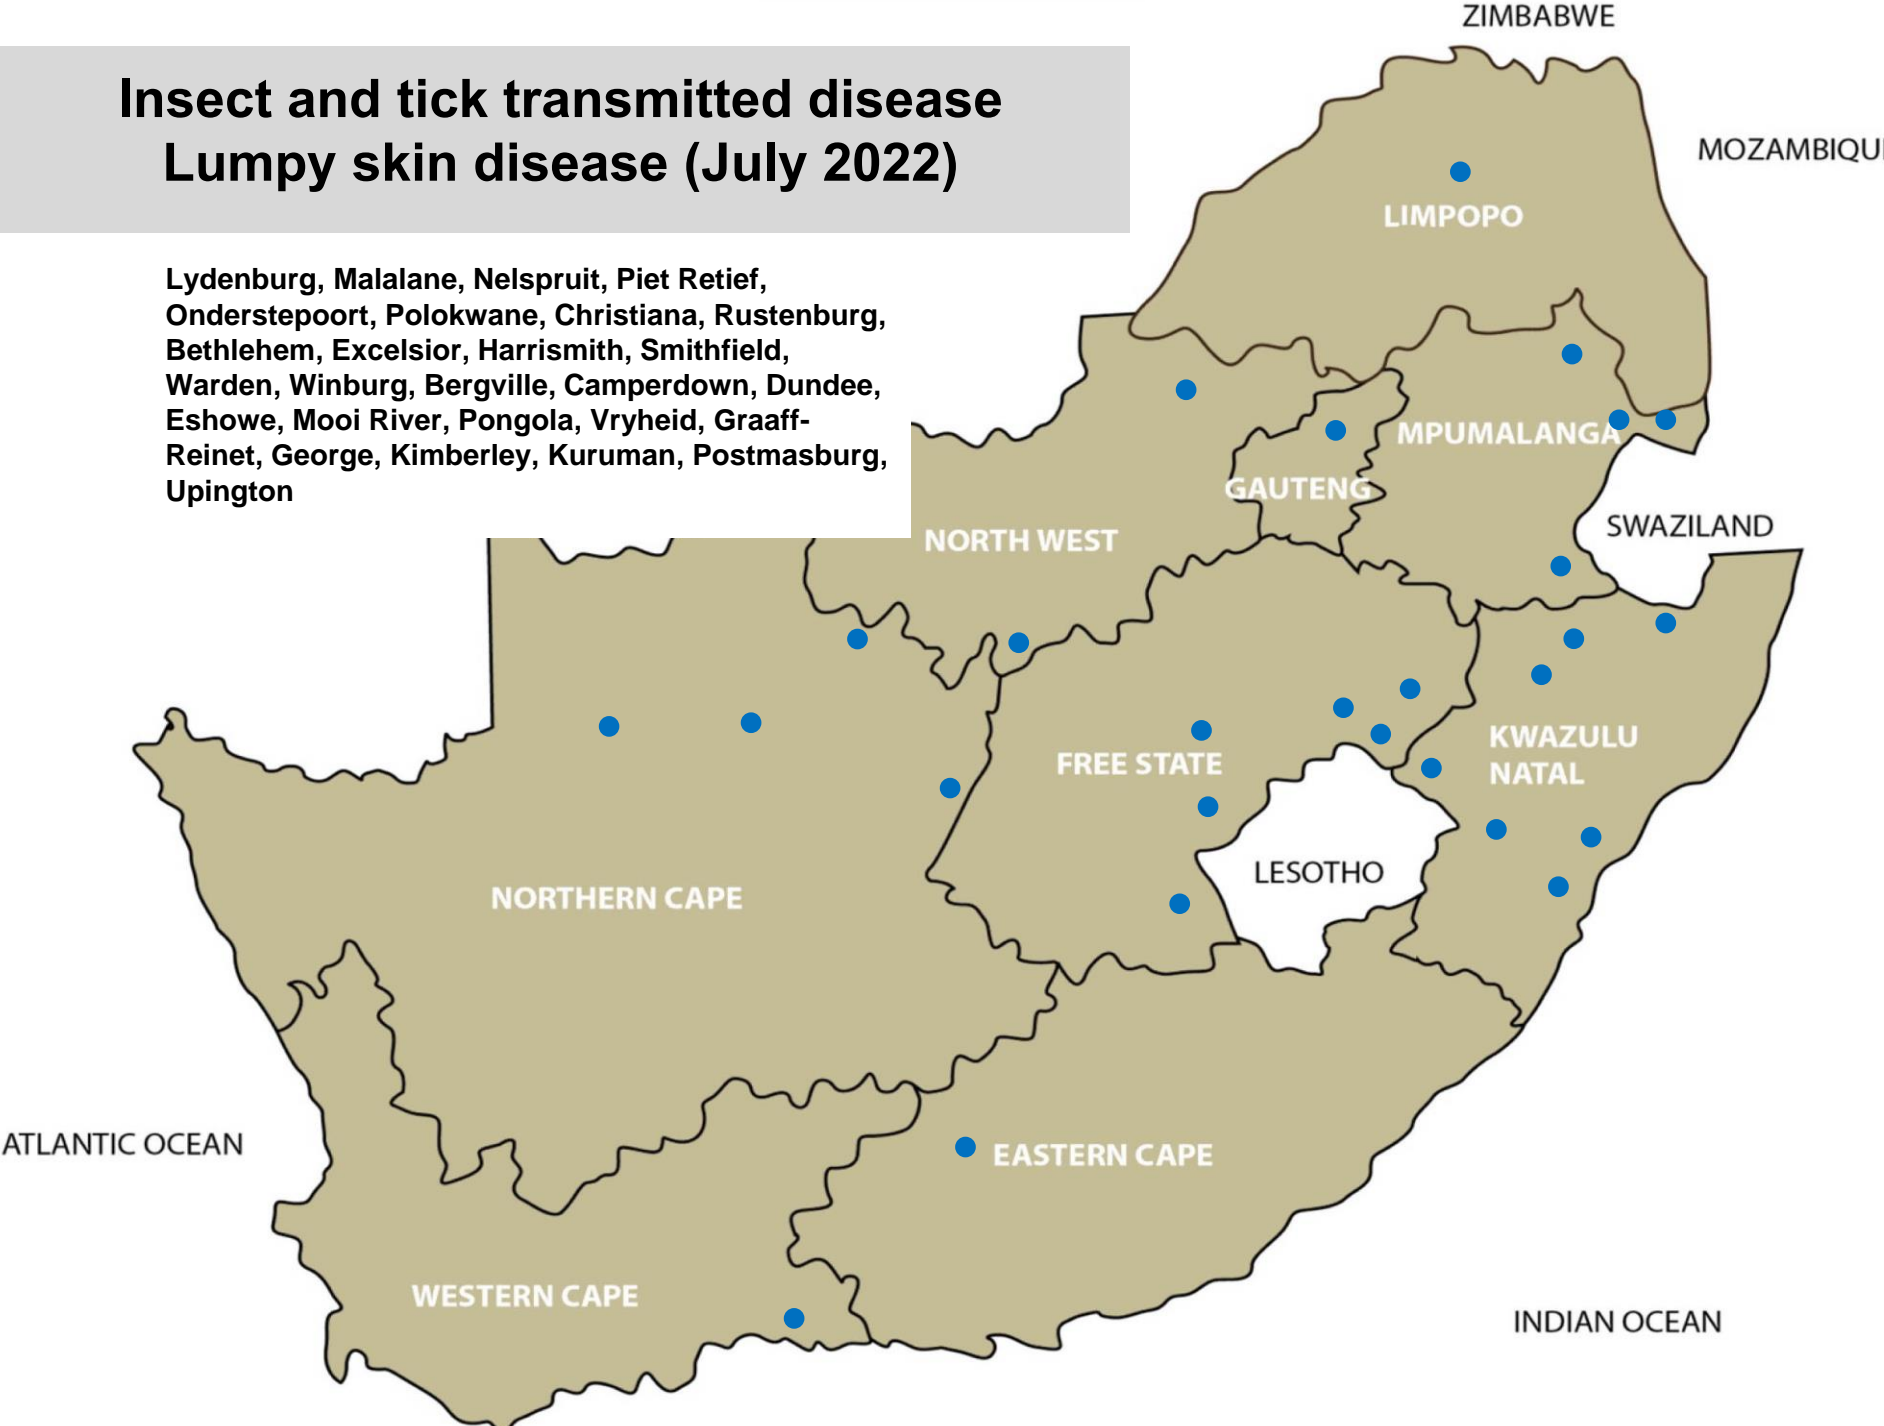 ZIMBABWE
Insect and tick transmitted disease
Lumpy skin disease (July 2022)
MOZAMBIQU
LIMPOPO
Lydenburg, Malalane, Nelspruit, Piet Retief,
Onderstepoort, Polokwane, Christiana, Rustenburg,
Bethlehem, Excelsior, Harrismith, Smithfield,
Warden, Winburg, Bergville, Camperdown, Dundee,
Eshowe, Mooi River, Pongola, Vryheid, Graaff-
Reinet, George, Kimberley, Kuruman, Postmasburg,
Upington
MPUMALANGA
GAUTENG
SWAZILAND
NORTH WEST
KWAZULU
NATAL
FREE STATE
LESOTHO
NORTHERN CAPE
ATLANTIC OCEAN
EASTERN CAPE
WESTERN CAPE
INDIAN OCEAN